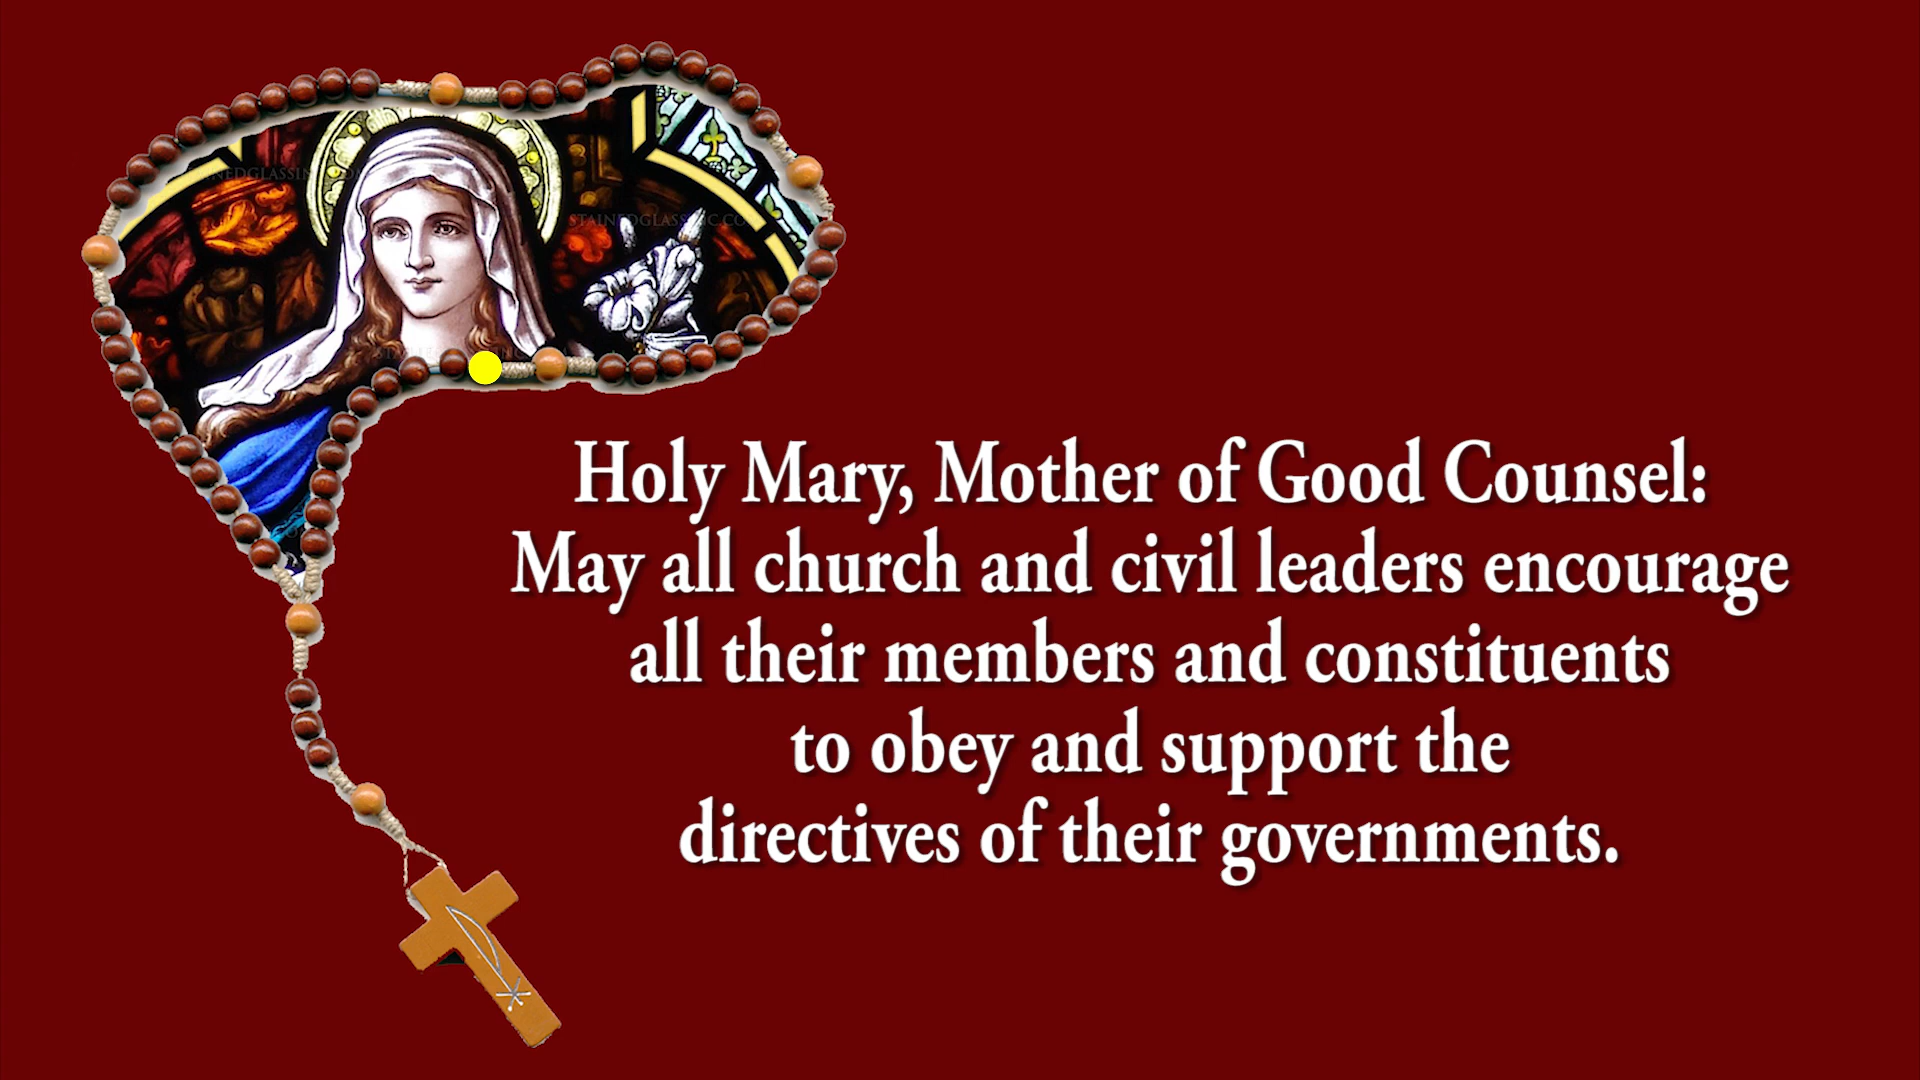 Holy Mary, Mother of Good Counsel:
May all church and civil leaders encourage
all their members and constituents
to obey and support the
directives of their governments.